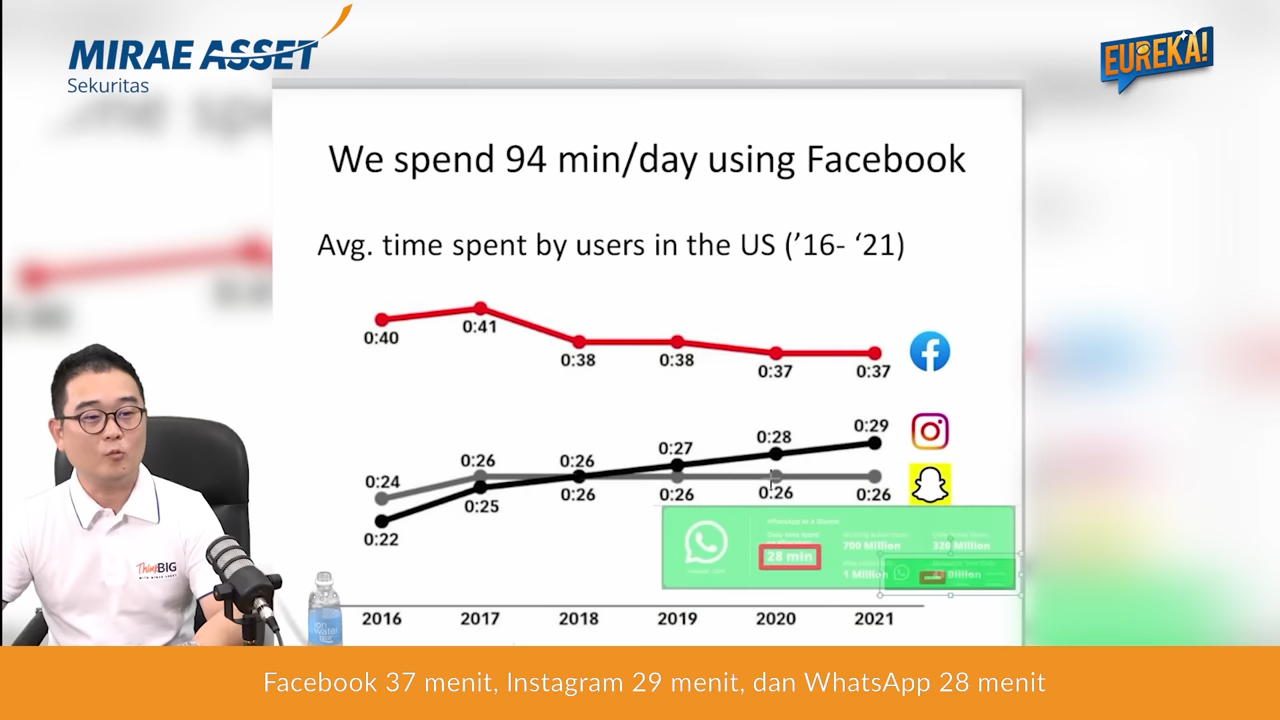 MIRAE ASSET
Sekuritas
EUREKA!
We spend 94 min/day using Facebook
Avg. time spent by users in the US ('16- '21)
0:40
0:41
0:38
0:38
0:37
0:37
0:24
0:26
0:26
0:27
0:28
0:29
0:22
0:25
0:26
0:26
0:26
0:26
WhatsApp At A Glance
28 min
700 Million
320 Million
1 Million
Billion
2016 2017 2018 2019 2020 2021
ThinkBIG
Facebook 37 menit, Instagram 29 menit, dan WhatsApp 28 menit